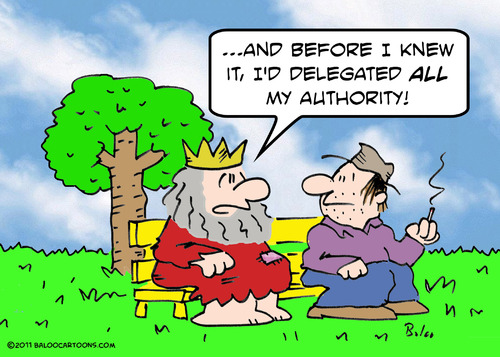 ...AND BEFORE I KNEW
IT, I'D DELEGATED ALL
MY AUTHORITY!
Baloo
©2011 BALOOCARTOONS.COM